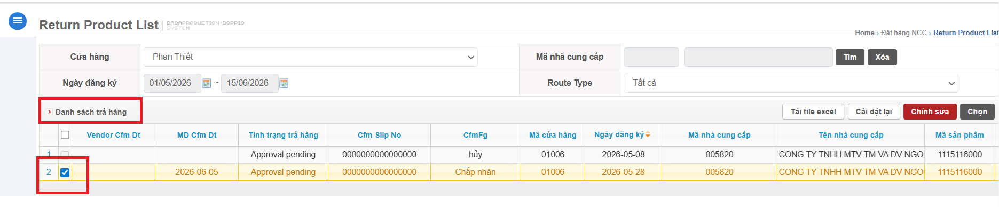 Return Product List | DADAPRODUCTION-DOPPIO SYSTEM
Home › Đặt hàng NCC › Return Product List
Cửa hàng Phan Thiết Mã nhà cung cấp Tìm Xóa
Ngày đăng ký 01/05/2026 ~ 15/06/2026 Route Type Tất cả
Danh sách trả hàng Tải file excel Cài đặt lại Chỉnh sửa Chọn
Vendor Cfm Dt MD Cfm Dt Tình trạng trả hàng Cfm Slip No CfmFg Mã cửa hàng Ngày đăng ký Mã nhà cung cấp Tên nhà cung cấp Mã sản phẩm
1 Approval pending 0000000000000000 hủy 01006 2026-05-08 005820 CONG TY TNHH MTV TM VA DV NGO 1115116000
2 2026-06-05 Approval pending 0000000000000000 Chấp nhận 01006 2026-05-28 005820 CONG TY TNHH MTV TM VA DV NGO 1115116000